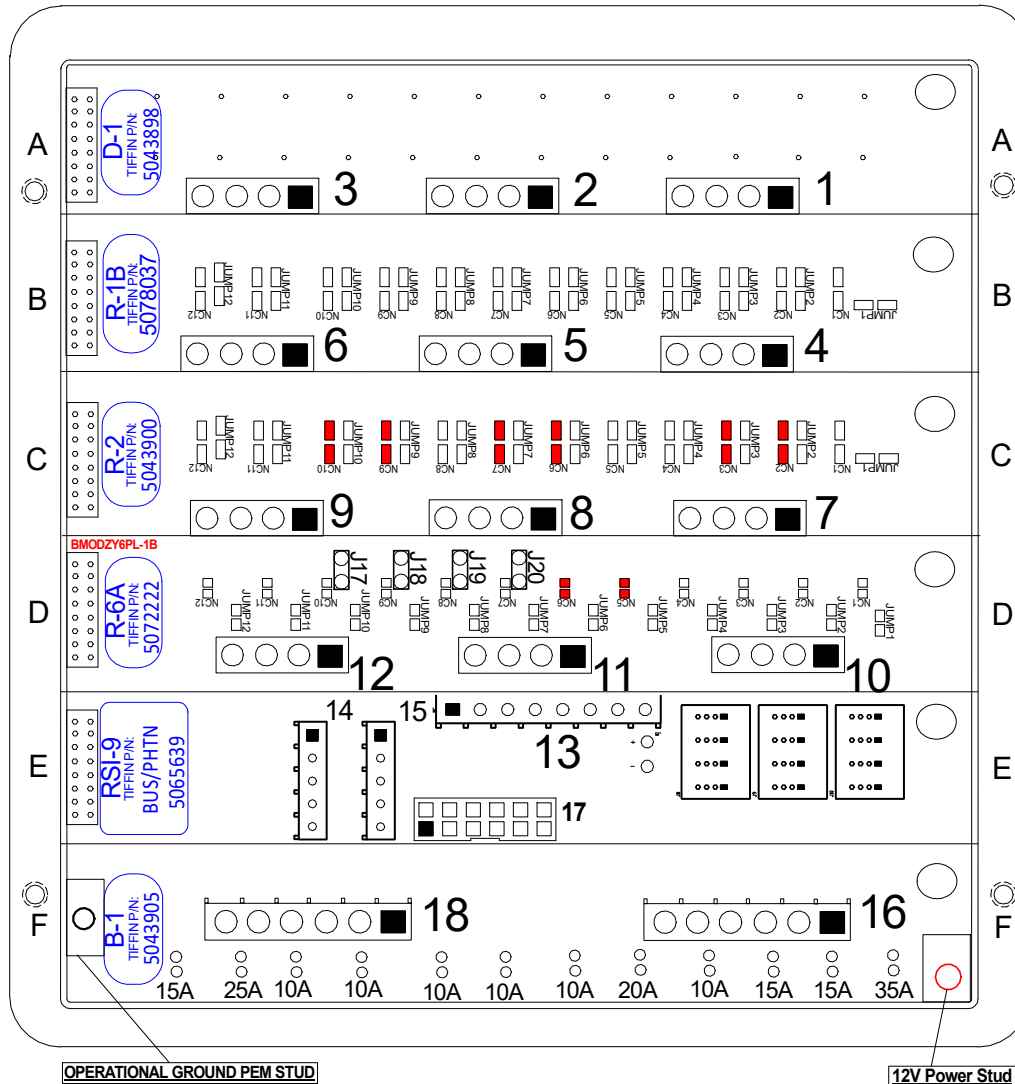 A
D-1
TIFFIN P/N:
5043898
3
2
1
A
B
R-1B
TIFFIN P/N:
5078037
JUMP12
JUMP11
JUMP10
JUMP9
JUMP8
JUMP7
JUMP6
JUMP5
JUMP4
JUMP3
JUMP2
JUMP1
NC12
NC11
NC10
NC9
NC8
NC7
NC6
NC5
NC4
NC3
NC2
NC1
6
5
4
B
C
R-2
TIFFIN P/N:
5043900
JUMP12
JUMP11
JUMP10
JUMP9
JUMP8
JUMP7
JUMP6
JUMP5
JUMP4
JUMP3
JUMP2
JUMP1
NC12
NC11
NC10
NC9
NC8
NC7
NC6
NC5
NC4
NC3
NC2
NC1
9
8
7
C
BMODZY6PL-1B
D
R-6A
TIFFIN P/N:
5072222
J17
J18
J19
J20
NC12
NC11
NC10
NC9
NC8
NC7
NC6
NC5
NC4
NC3
NC2
NC1
JUMP12
JUMP11
JUMP10
JUMP9
JUMP8
JUMP7
JUMP6
JUMP5
JUMP4
JUMP3
JUMP2
JUMP1
12
11
10
D
E
RSI-9
TIFFIN P/N:
BUS/PHTN
5065639
14
15
13
+
-
17
E
F
B-1
TIFFIN P/N:
5043905
18
16
F
15A 25A 10A 10A 10A 10A 10A 20A 10A 15A 15A 35A
OPERATIONAL GROUND PEM STUD
12V Power Stud